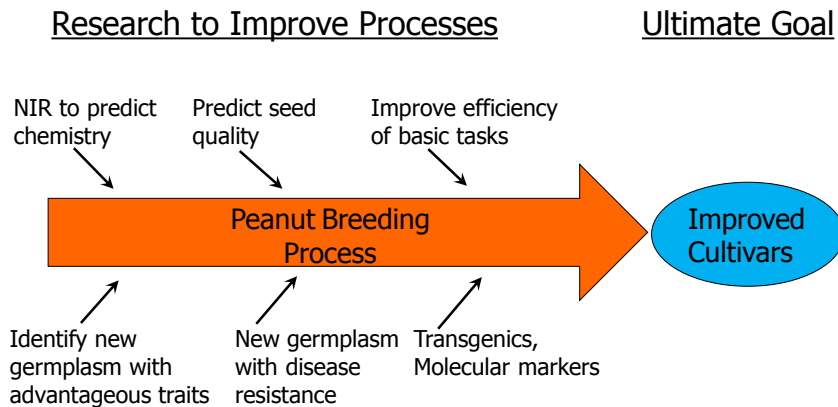 Research to Improve Processes
Ultimate Goal
NIR to predict
chemistry
Predict seed
quality
Improve efficiency
of basic tasks
Peanut Breeding
Process
Improved
Cultivars
Identify new
germplasm with
advantageous traits
New germplasm
with disease
resistance
Transgenics,
Molecular markers